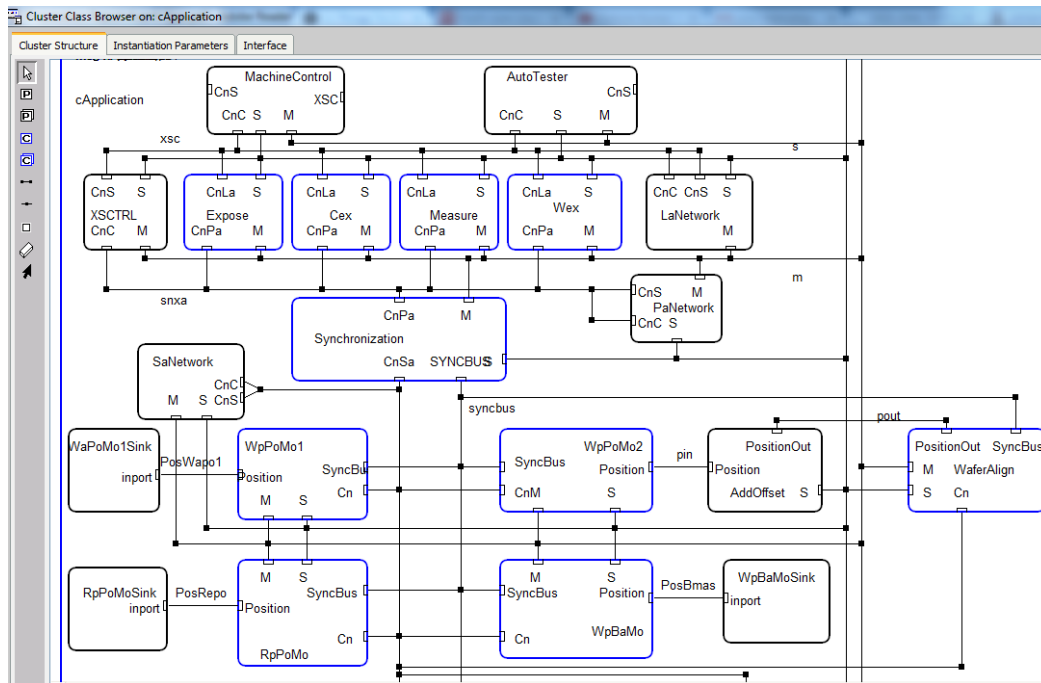 Cluster Class Browser on: cApplication
Cluster Structure Instantiation Parameters Interface
cApplication
MachineControl
CnS XSC
CnC S M
AutoTester
CnS
CnC S M
xsc s
CnS S
XSCTRL
CnC M
CnLa S
Expose
CnPa M
CnLa S
Cex
CnPa M
CnLa S
Measure
CnPa M
CnLa S
Wex
CnPa M
CnC CnS S
LaNetwork
M
snxa m
CnPa M
Synchronization
CnSa SYNCBUS S
CnS M
PaNetwork
CnC S
SaNetwork
CnC
M S CnS
syncbus
pout
WaPoMo1Sink
inport
PosWapo1
WpPoMo1
Position SyncBu
Cn
M S
WpPoMo2
SyncBus Position
CnM S
pin
PositionOut
Position
AddOffset S
PositionOut SyncBus
M WaferAlign
S Cn
RpPoMoSink
inport
PosRepo
M S
Position SyncBus
Cn
RpPoMo
M S
SyncBus Position
WpBaMo
Cn
PosBmas
WpBaMoSink
inport